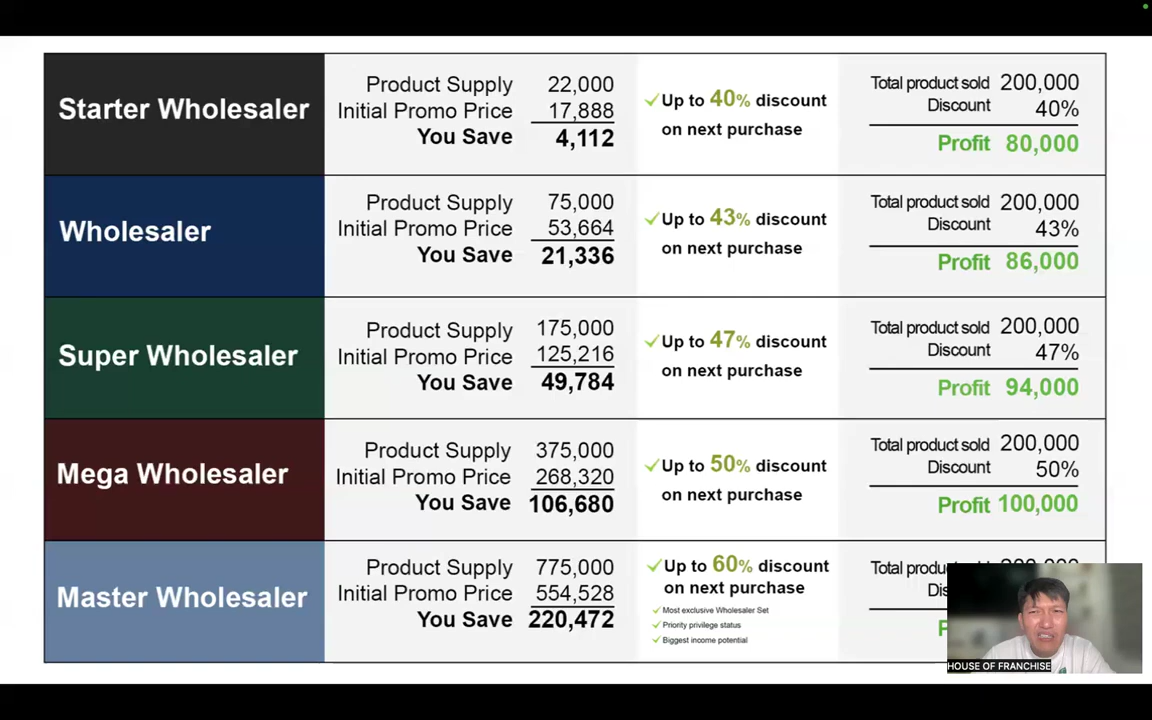 Starter Wholesaler
Product Supply 22,000
Initial Promo Price 17,888
You Save 4,112
Up to 40% discount
on next purchase
Total product sold 200,000
Discount 40%
Profit 80,000
Wholesaler
Product Supply 75,000
Initial Promo Price 53,664
You Save 21,336
Up to 43% discount
on next purchase
Total product sold 200,000
Discount 43%
Profit 86,000
Super Wholesaler
Product Supply 175,000
Initial Promo Price 125,216
You Save 49,784
Up to 47% discount
on next purchase
Total product sold 200,000
Discount 47%
Profit 94,000
Mega Wholesaler
Product Supply 375,000
Initial Promo Price 268,320
You Save 106,680
Up to 50% discount
on next purchase
Total product sold 200,000
Discount 50%
Profit 100,000
Master Wholesaler
Product Supply 775,000
Initial Promo Price 554,528
You Save 220,472
Up to 60% discount
on next purchase
Most exclusive Wholesaler Set
Priority privilege status
Biggest income potential
Total
HOUSE OF FRANCHISE